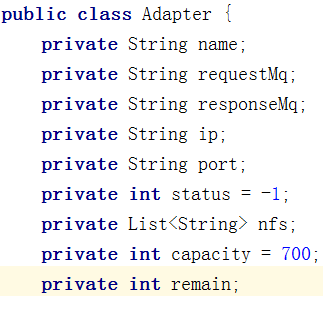 public class Adapter {
    private String name;
    private String requestMq;
    private String responseMq;
    private String ip;
    private String port;
    private int status = -1;
    private List<String> nfs;
    private int capacity = 700;
    private int remain;